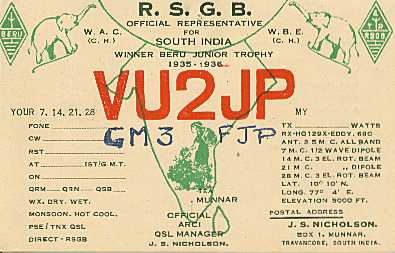 R. S. G. B.
OFFICIAL REPRESENTATIVE
FOR
SOUTH INDIA
W. A. C.
(C. H.)
W. B. E.
(C. H.)
BERU
RSGB
WINNER BERU JUNIOR TROPHY
1935-1936
VU2JP
YOUR 7, 14, 21, 28
MY
GM3 FJP
FONE
CW
RST
AT IST/G M.T.
ON
QRM QRN QSB
WX. DRY. WET.
MONSOON. HOT COOL.
PSE/TNX QSL
DIRECT-RSGB
TEA
MUNNAR
OFFICIAL
ARCI
QSL MANAGER
J. S. NICHOLSON.
TX WATTS
RX-HQ129X-EDDY. 680
ANT. 3.5 M C. ALL BAND
7 M. C. 1/2 WAVE DIPOLE
14 M. C. 3 EL. ROT. BEAM
21 M C. " DIPOLE
28 M C. 3 EL. ROT. BEAM
LAT. 10° 10' N.
LONG. 77° 4' E.
ELEVATION 5000 FT.
POSTAL ADDRESS
J. S. NICHOLSON.
BOX 1, MUNNAR,
TRAVANCORE, SOUTH INDIA.